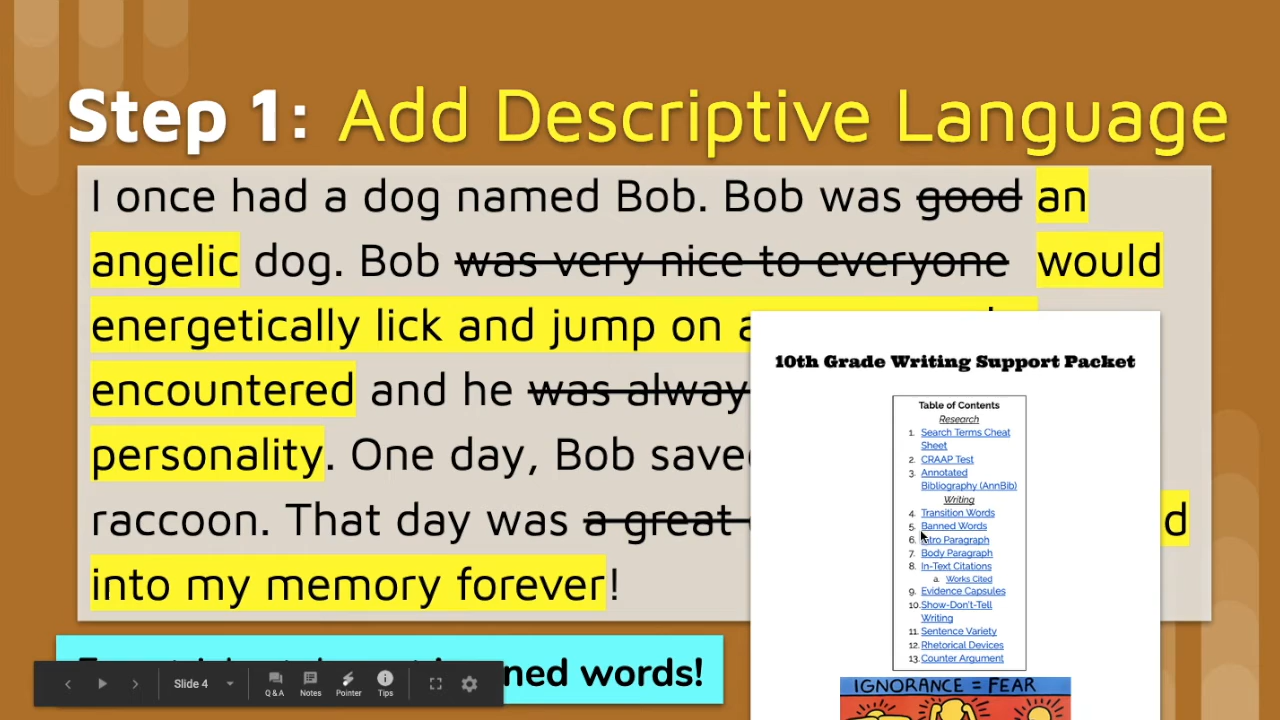 Step 1: Add Descriptive Language
I once had a dog named Bob. Bob was good an
angelic dog. Bob was very nice to everyone would
energetically lick and jump on
encountered and he was
personality. One day, Bob
raccoon. That day was a great
into my memory forever!
banned words!
Slide 4
Q & A
Notes
Pointer
Tips
10th Grade Writing Support Packet
Table of Contents
Research
1. Search Terms Cheat
Sheet
2. CRAAP Test
3. Annotated
Bibliography (AnnBib)
Writing
4. Transition Words
5. Banned Words
6. Intro Paragraph
7. Body Paragraph
8. In-Text Citations
a. Works Cited
9. Evidence Capsules
10. Show-Don't-Tell
Writing
11. Sentence Variety
12. Rhetorical Devices
13. Counter Argument
IGNORANCE = FEAR